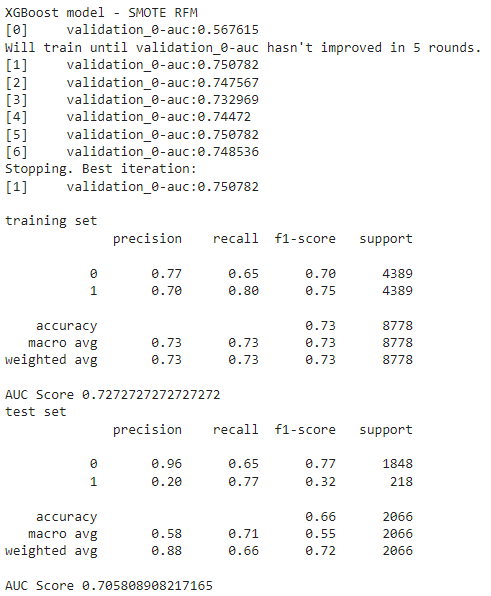 XGBoost model - SMOTE RFM
[0] validation_0-auc:0.567615
Will train until validation_0-auc hasn't improved in 5 rounds.
[1] validation_0-auc:0.750782
[2] validation_0-auc:0.747567
[3] validation_0-auc:0.732969
[4] validation_0-auc:0.74472
[5] validation_0-auc:0.750782
[6] validation_0-auc:0.748536
Stopping. Best iteration:
[1] validation_0-auc:0.750782
training set
precision recall f1-score support
0 0.77 0.65 0.70 4389
1 0.70 0.80 0.75 4389
accuracy 0.73 8778
macro avg 0.73 0.73 0.73 8778
weighted avg 0.73 0.73 0.73 8778
AUC Score 0.7272727272727272
test set
precision recall f1-score support
0 0.96 0.65 0.77 1848
1 0.20 0.77 0.32 218
accuracy 0.66 2066
macro avg 0.58 0.71 0.55 2066
weighted avg 0.88 0.66 0.72 2066
AUC Score 0.705808908217165